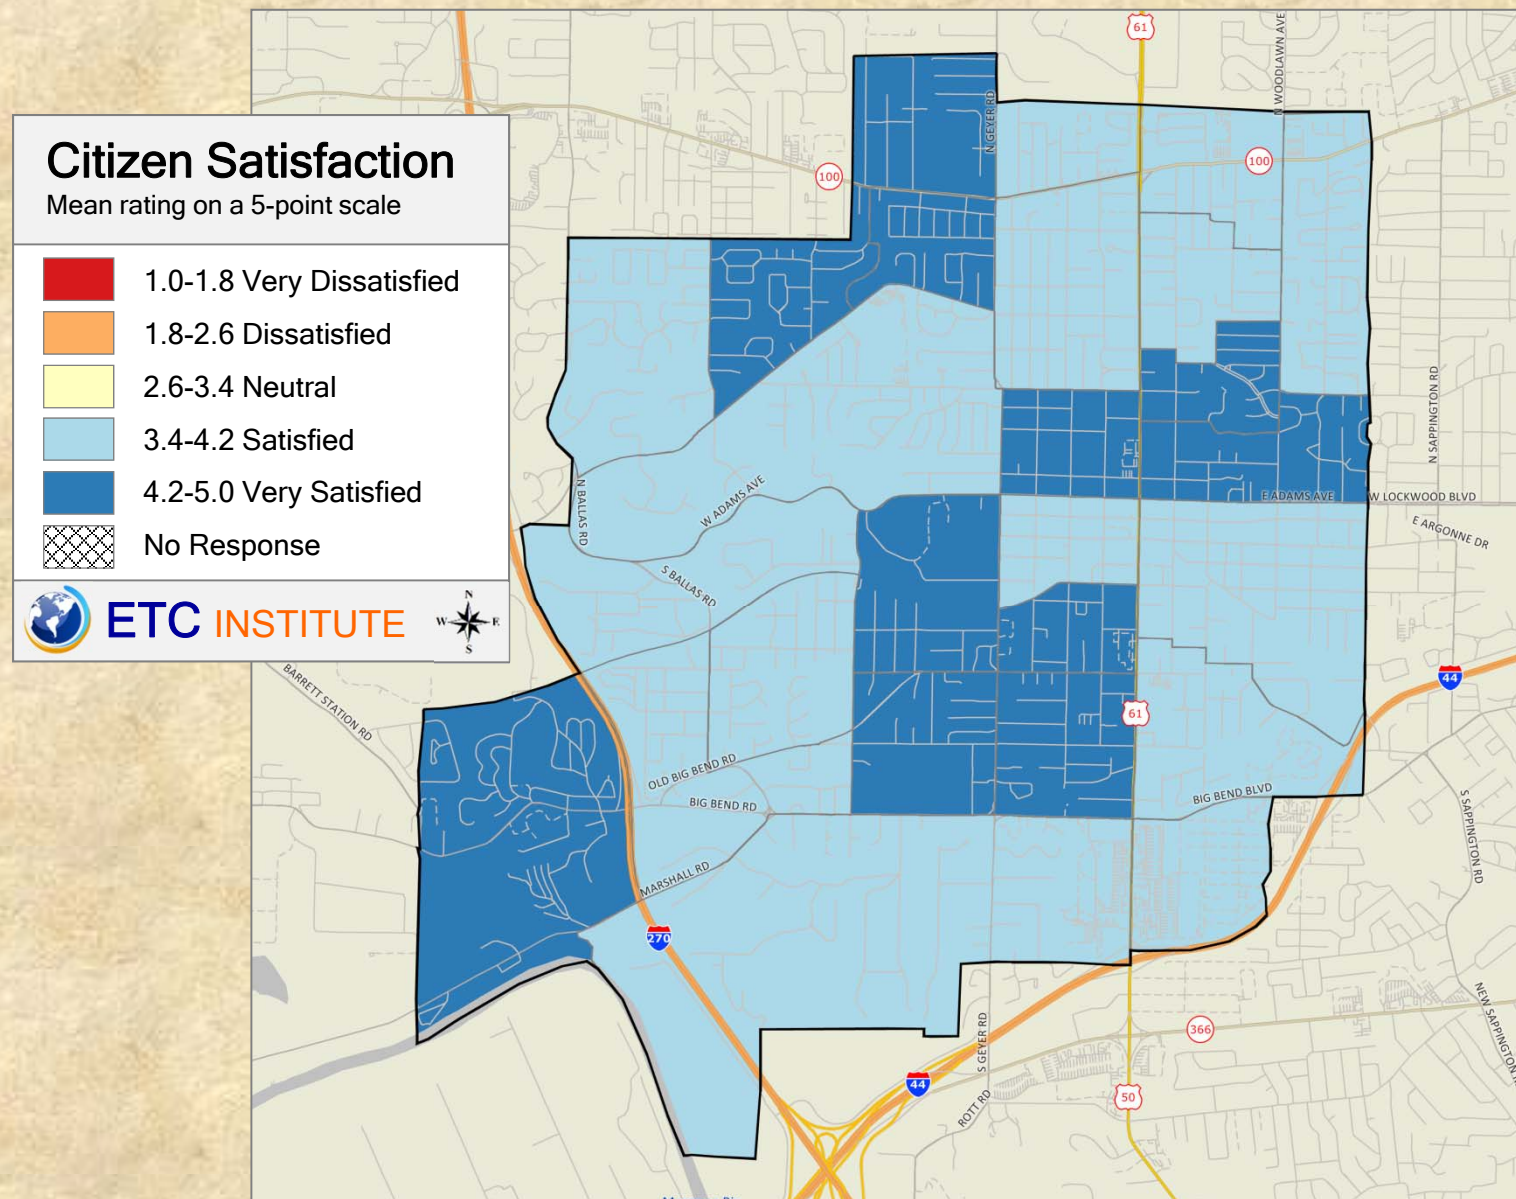 Citizen Satisfaction
Mean rating on a 5-point scale
1.0-1.8 Very Dissatisfied
1.8-2.6 Dissatisfied
2.6-3.4 Neutral
3.4-4.2 Satisfied
4.2-5.0 Very Satisfied
No Response
ETC INSTITUTE
N
W E
S
61
N WOODLAWN AVE
N GEYER RD
100
100
N SAPPINGTON RD
N BALLAS RD
W ADAMS AVE
E ADAMS AVE
W LOCKWOOD BLVD
E ARGONNE DR
S BALLAS RD
BARRETT STATION RD
44
61
OLD BIG BEND RD
BIG BEND RD
BIG BEND BLVD
S SAPPINGTON RD
MARSHALL RD
270
NEW SAPPINGTON
S GEYER RD
366
44
50
ROTT RD